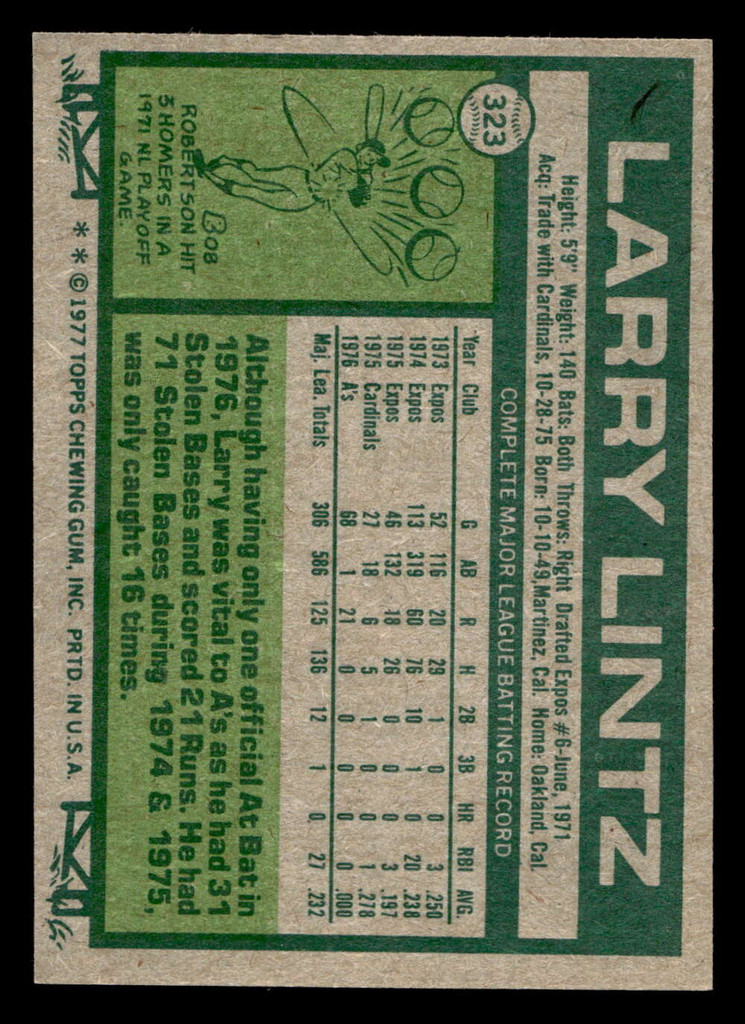 323
LARRY LINTZ
Height: 5'9" Weight: 140 Bats: Both Throws: Right Drafted Expos #6-June, 1971
Acq: Trade with Cardinals, 10-28-75 Born: 10-10-49, Martinez, Cal. Home: Oakland, Cal.
COMPLETE MAJOR LEAGUE BATTING RECORD
Year Club G AB R H 2B 3B HR RBI AVG.
1973 Expos 52 116 20 29 1 0 0 3 .250
1974 Expos 113 319 60 76 10 1 0 20 .238
1975 Expos 46 132 18 26 0 0 0 3 .197
1975 Cardinals 27 18 6 5 1 0 0 1 .278
1976 A's 68 1 21 0 0 0 0 0 .000
Maj. Lea. Totals 306 586 125 136 12 1 0 27 .232
BOB
ROBERTSON HIT
3 HOMERS IN A
1971 NL PLAYOFF
GAME.
Although having only one official At Bat in
1976, Larry was vital to A's as he had 31
Stolen Bases and scored 21 Runs. He had
71 Stolen Bases during 1974 & 1975,
was only caught 16 times.
* * © 1977 TOPPS CHEWING GUM, INC. PRTD. IN U.S.A.